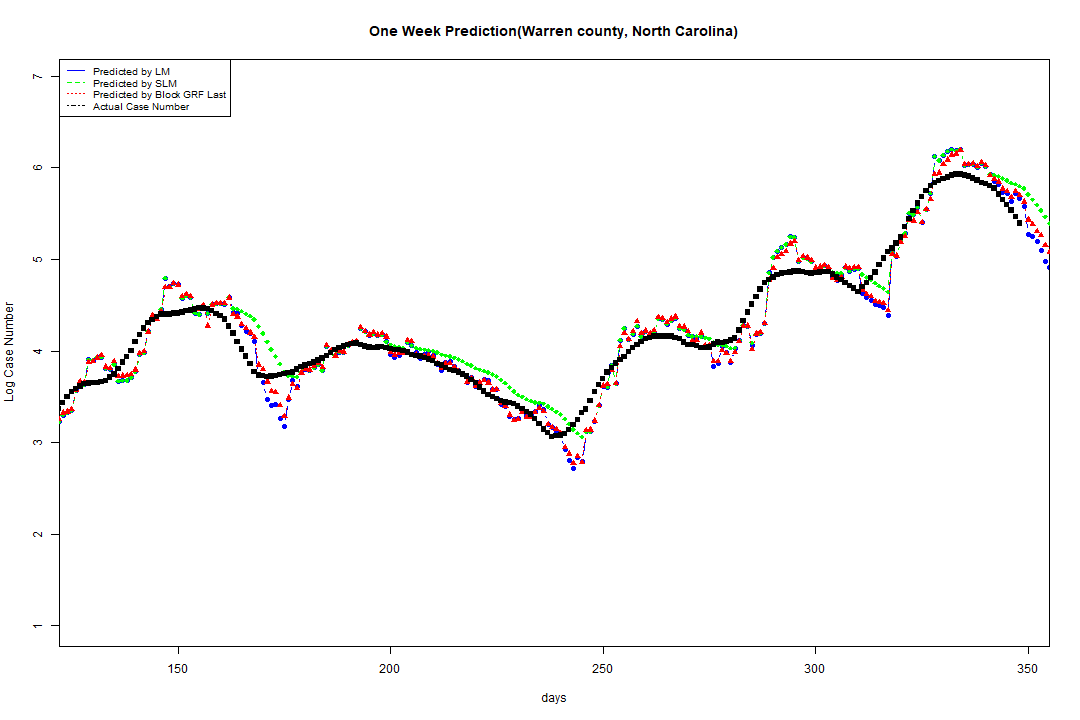 One Week Prediction(Warren county, North Carolina)
Predicted by LM
Predicted by SLM
Predicted by Block GRF Last
Actual Case Number
Log Case Number
7
6
5
4
3
2
1
150
200
250
300
350
days